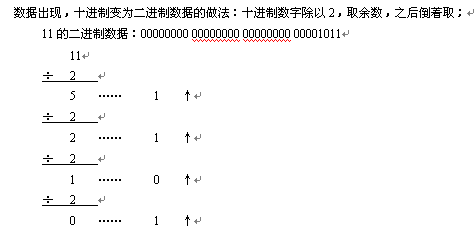 数据出现，十进制变为二进制数据的做法：十进制数字除以2，取余数，之后倒着取；
11的二进制数据：00000000 00000000 00000000 00001011
11
÷ 2
5 …… 1 ↑
÷ 2
2 …… 1 ↑
÷ 2
1 …… 0 ↑
÷ 2
0 …… 1 ↑